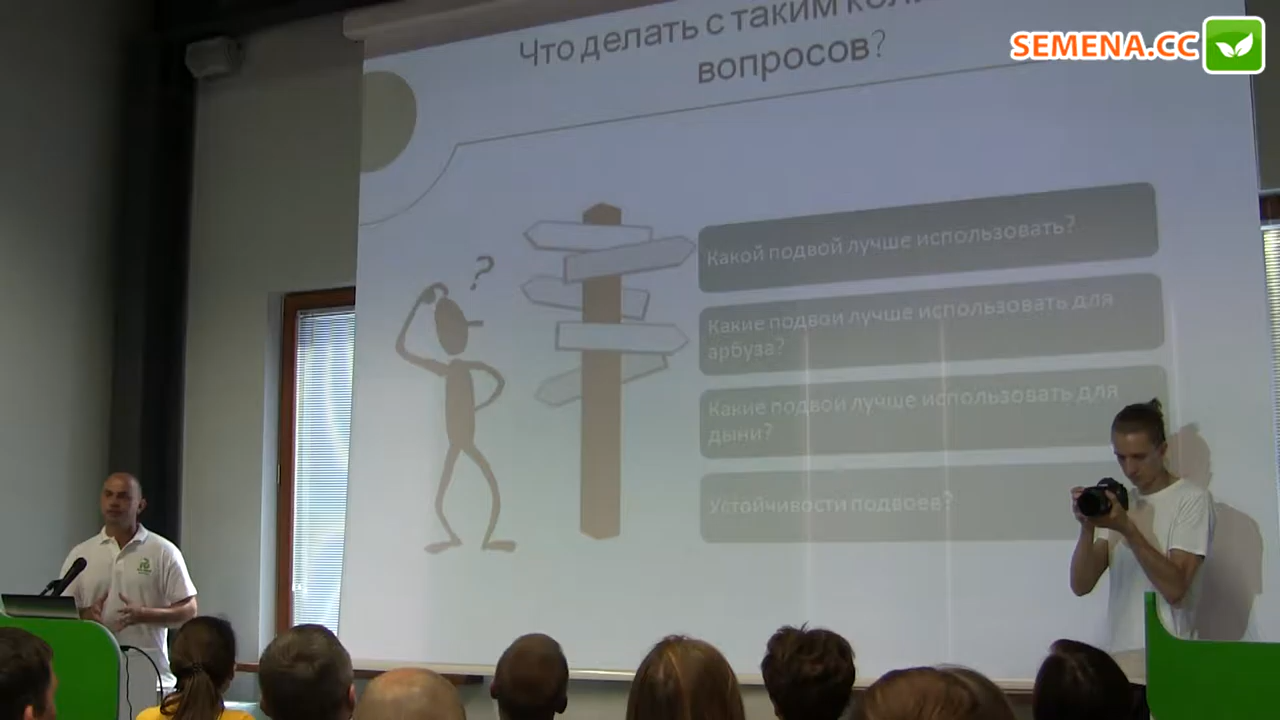 SEMENA.CC
Что делать с таким
вопросов?
?
Какой подвой лучше использовать?
Какие подвои лучше использовать для
арбуза?
Какие подвои лучше использовать для
дыни?
Устойчивости подвоев?